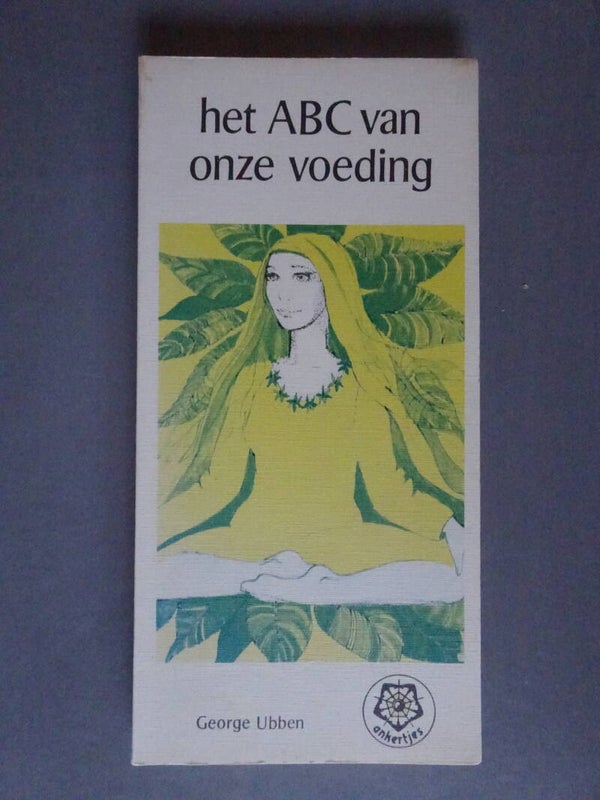 het ABC van
onze voeding
George Ubben
ankertjes